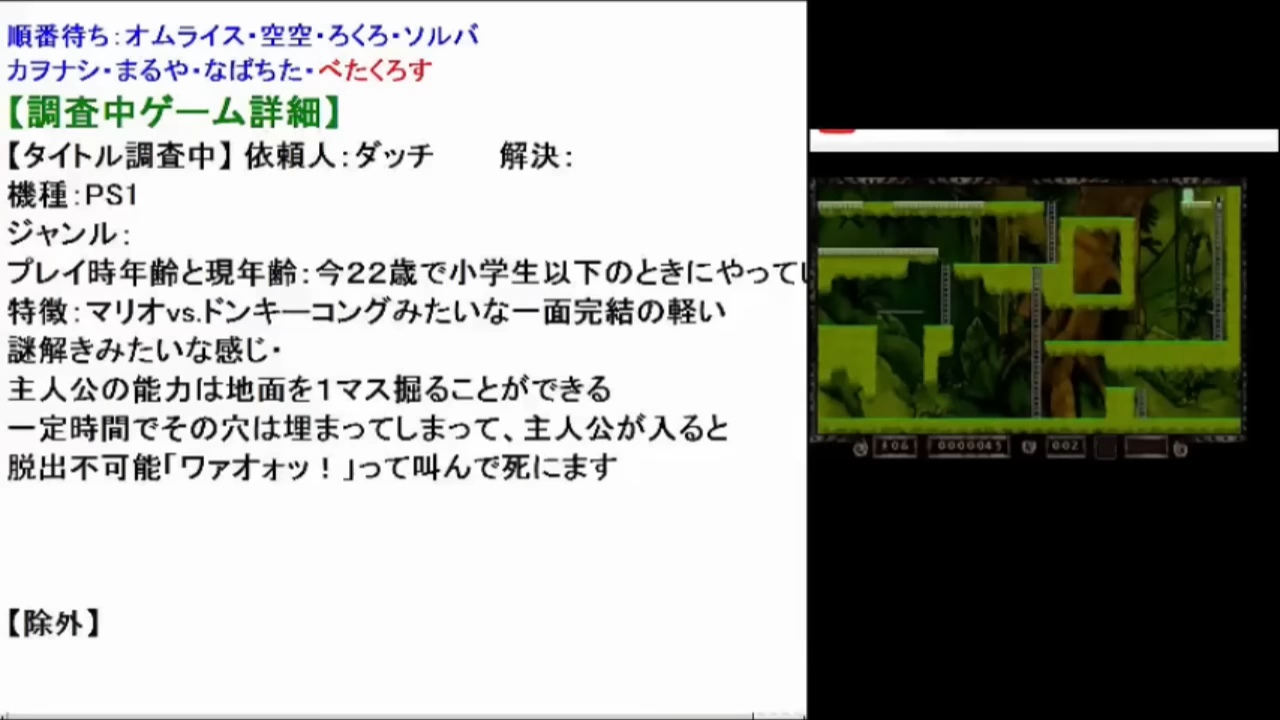 順番待ち：オムライス・空空・ろくろ・ソルバ
カヲナシ・まるや・なばちた・べたくろす
【調査中ゲーム詳細】
【タイトル調査中】依頼人：ダッチ　　解決：
機種：PS1
ジャンル：
プレイ時年齢と現年齢：今２２歳で小学生以下のときにやってい
特徴：マリオvs.ドンキーコングみたいな一面完結の軽い
謎解きみたいな感じ・
主人公の能力は地面を１マス掘ることができる
一定時間でその穴は埋まってしまって、主人公が入ると
脱出不可能「ワァオォッ！」って叫んで死にます
【除外】
0000045
002